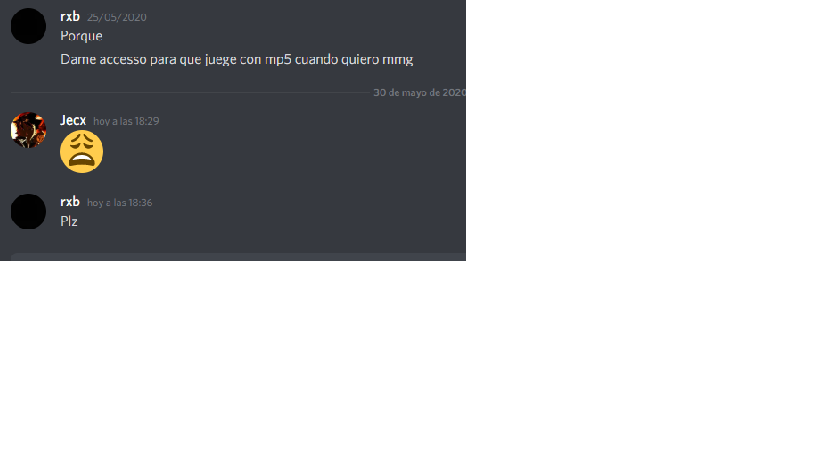 rxb 25/05/2020
Porque
Dame accesso para que juege con mp5 cuando quiero mmg
30 de mayo de 2020
Jecx hoy a las 18:29
rxb hoy a las 18:36
Plz